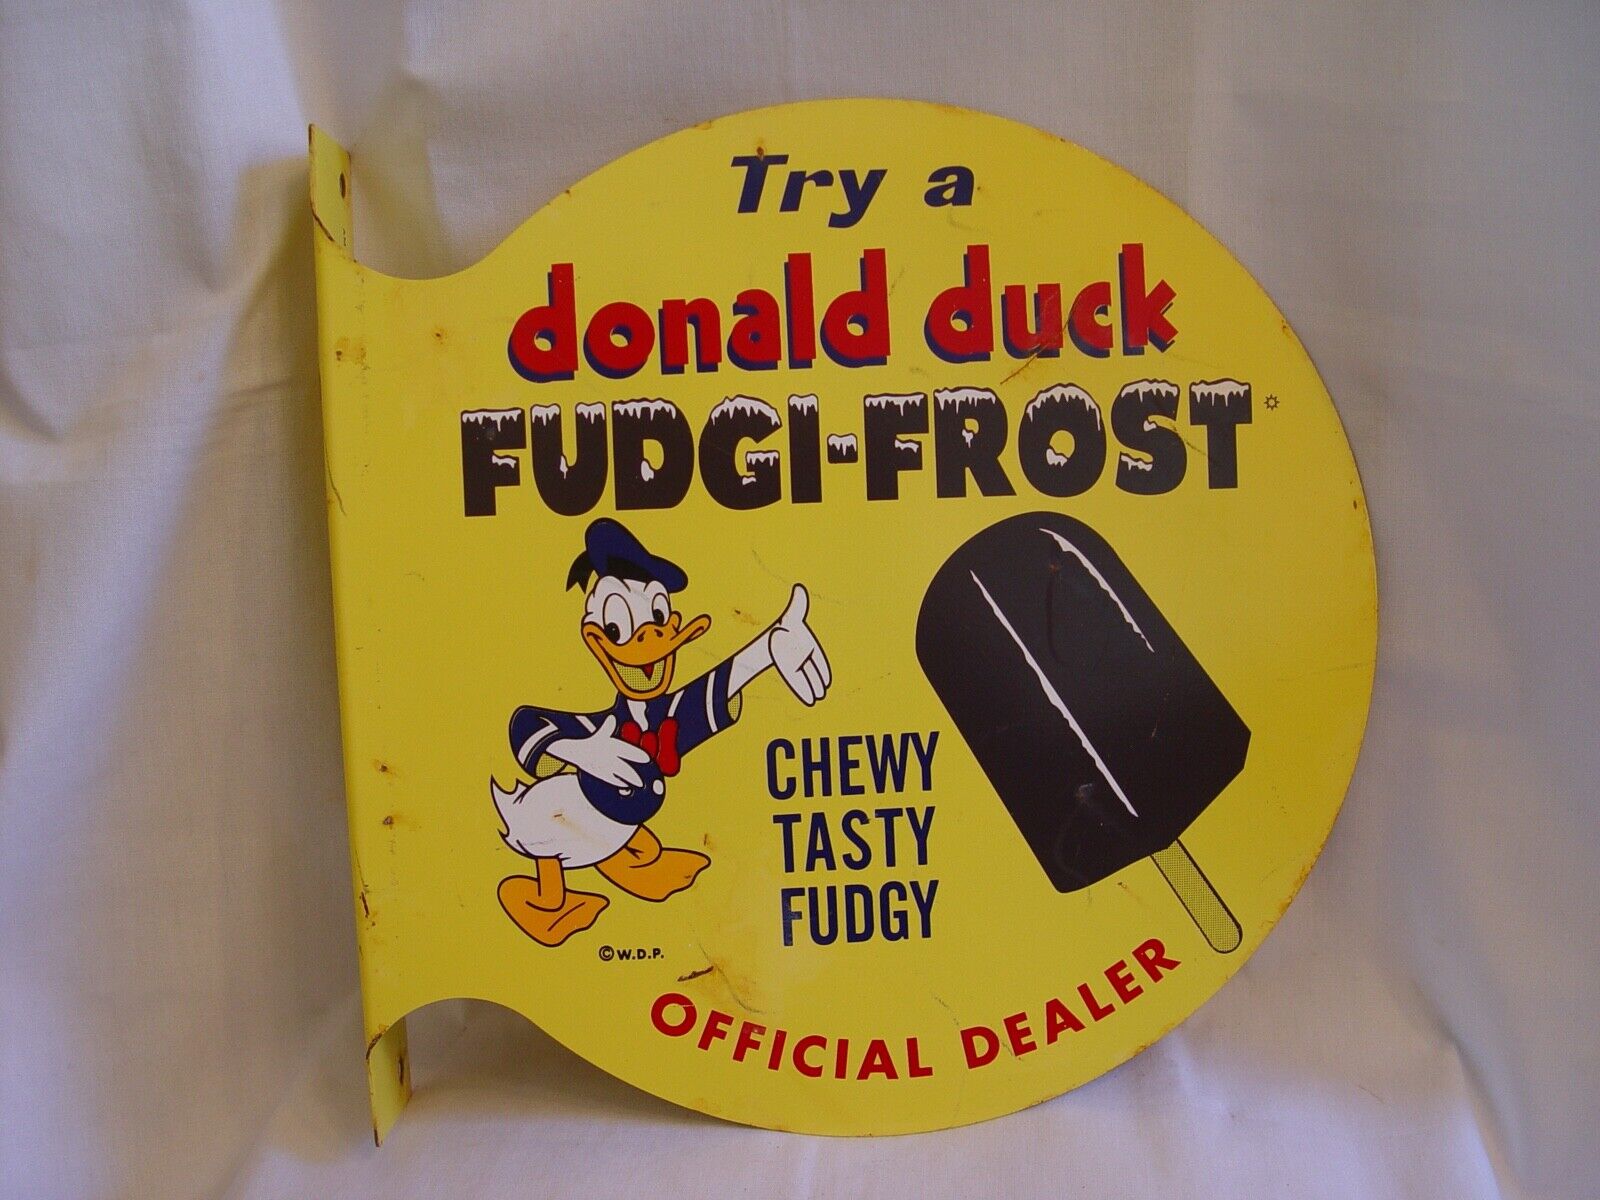 Try a
donald duck
FUDGI-FROST
CHEWY
TASTY
FUDGY
© W.D.P.
OFFICIAL DEALER